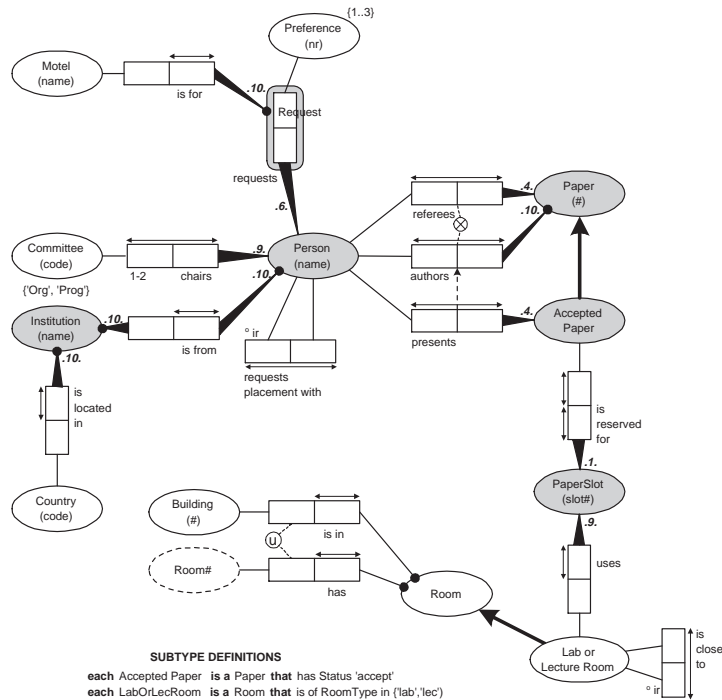 {1..3}
Preference
(nr)
Motel
(name)
is for
.10.
Request
requests
.6.
referees
.4.
Paper
(#)
.10.
Committee
(code)
{'Org', 'Prog'}
1-2
chairs
.9.
Person
(name)
.10.
authors
Institution
(name)
.10.
.10.
is from
presents
.4.
Accepted
Paper
° ir
requests
placement with
is
located
in
Country
(code)
is
reserved
for
.1.
PaperSlot
(slot#)
.9.
uses
Building
(#)
is in
u
Room#
has
Room
Lab or
Lecture Room
is
close
to
° ir
SUBTYPE DEFINITIONS
each Accepted Paper is a Paper that has Status 'accept'
each LabOrLecRoom is a Room that is of RoomType in {'lab','lec'}